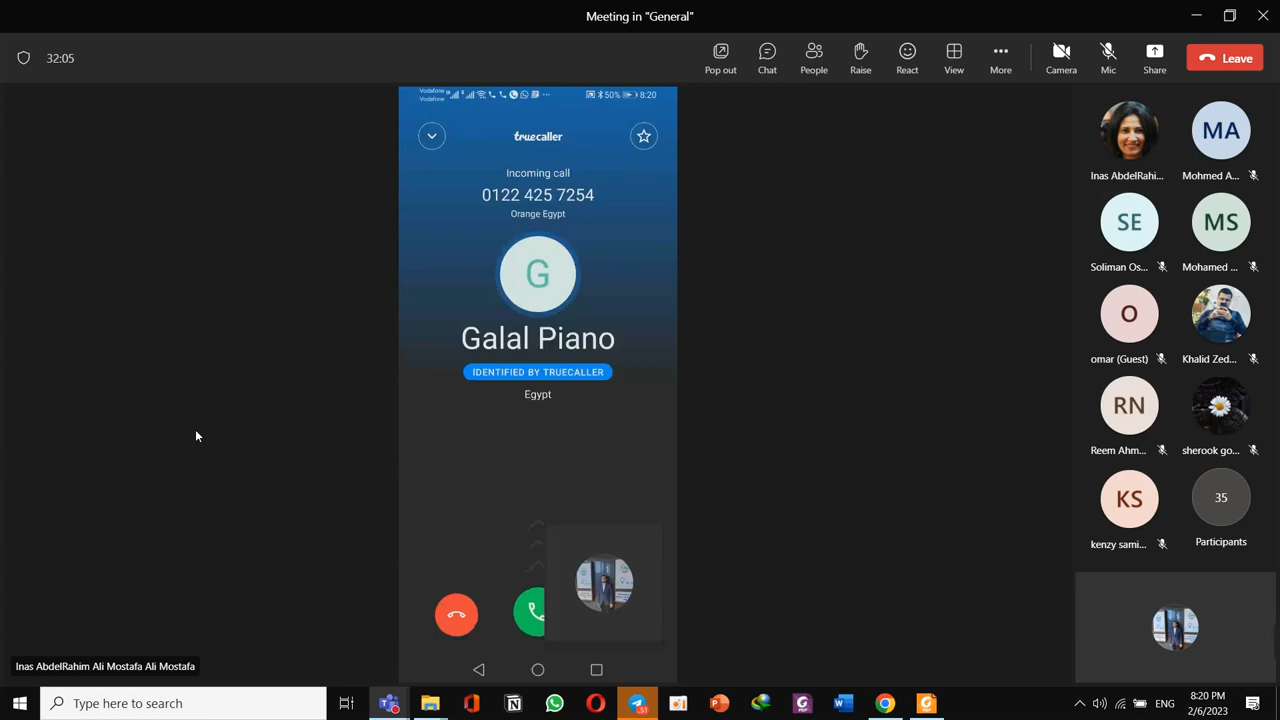 Meeting in "General"
32:05
Pop out
Chat
People
Raise
React
View
More
Camera
Mic
Share
Leave
Vodafone
Vodafone
50%
8:20
truecaller
Incoming call
0122 425 7254
Orange Egypt
G
Galal Piano
IDENTIFIED BY TRUECALLER
Egypt
MA
Inas AbdelRahi...
Mohmed A...
SE
MS
Soliman Os...
Mohamed ...
O
omar (Guest)
Khalid Zed...
RN
Reem Ahm...
sherook go...
KS
35
kenzy sami...
Participants
Inas AbdelRahim Ali Mostafa Ali Mostafa
Type here to search
ENG
8:20 PM
2/6/2023